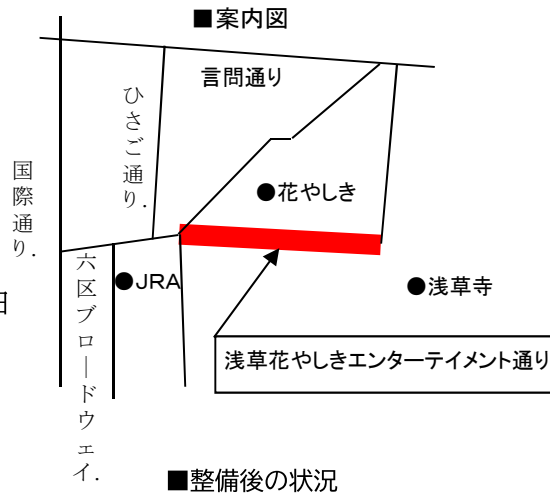 ■案内図
言問通り
ひさご通り.
国際通り.
●花やしき
六区ブロードウェイ.
●JRA
●浅草寺
浅草花やしきエンターテイメント通り
■整備後の状況